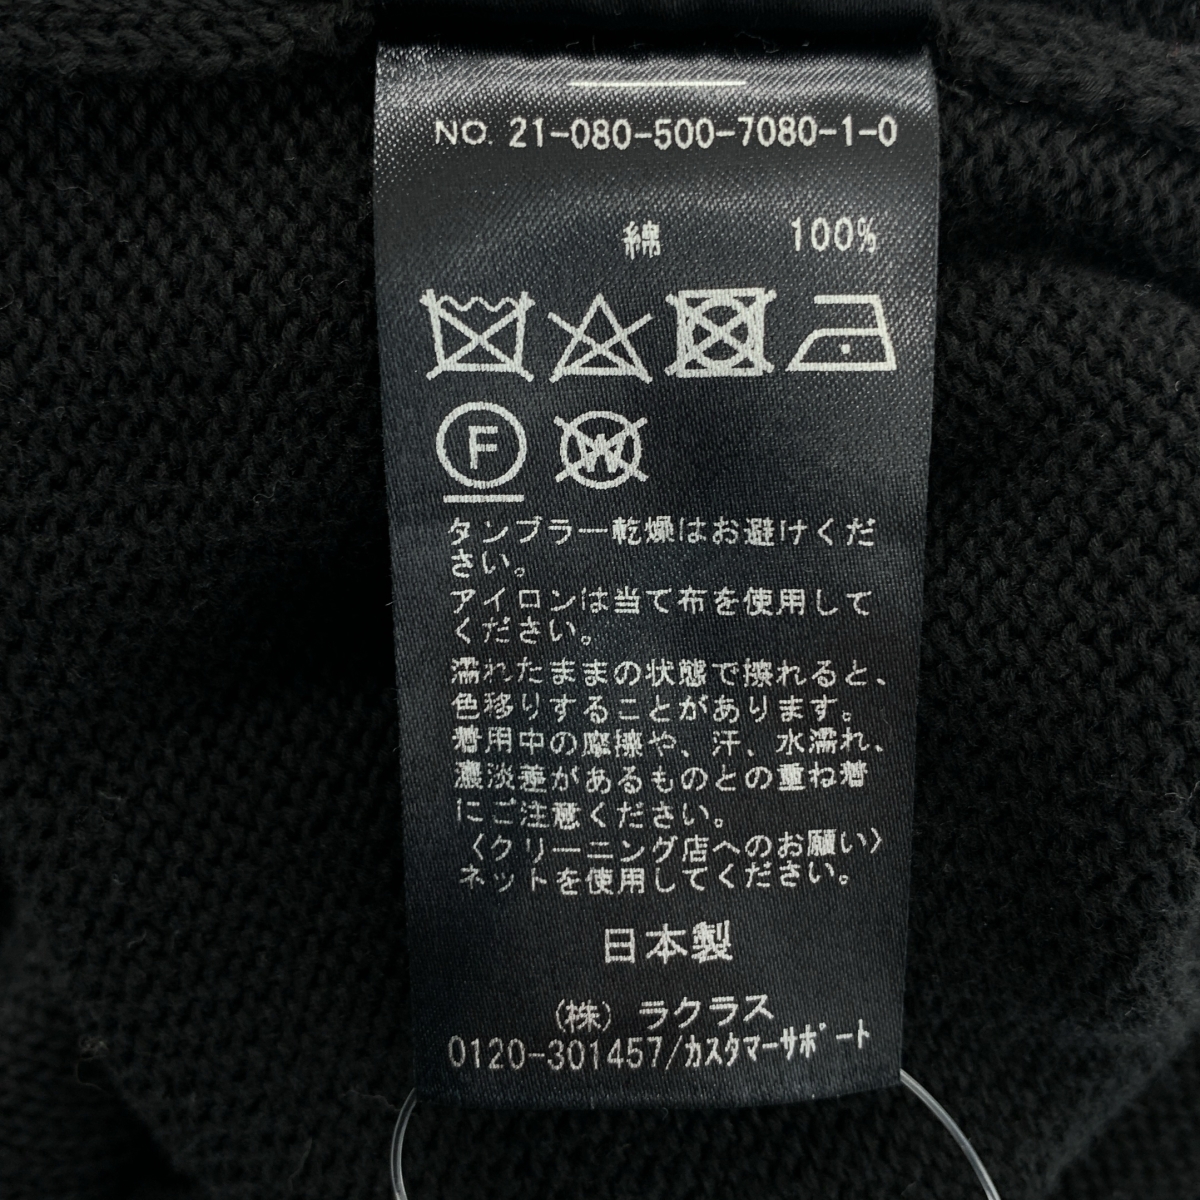 NO. 21-080-500-7080-1-0
綿 100%
F
W
タンブラー乾燥はお避けくだ
さい。
アイロンは当て布を使用して
ください。
濡れたままの状態で擦れると、
色移りすることがあります。
着用中の摩擦や、汗、水濡れ、
濃淡差があるものとの重ね着
にご注意ください。
〈クリーニング店へのお願い〉
ネットを使用してください。
日本製
(株) ラクラス
0120-301457/カスタマーサポート